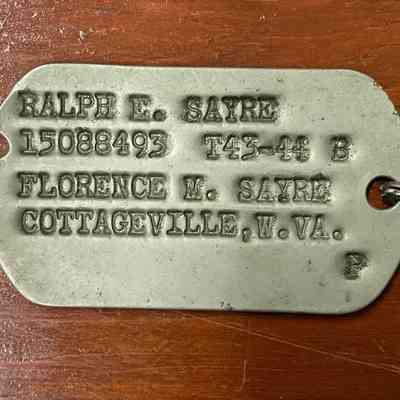 RALPH E. SAYRE
15088493 T43-44 B
FLORENCE M. SAYRE
COTTAGEVILLE,W.VA.
P